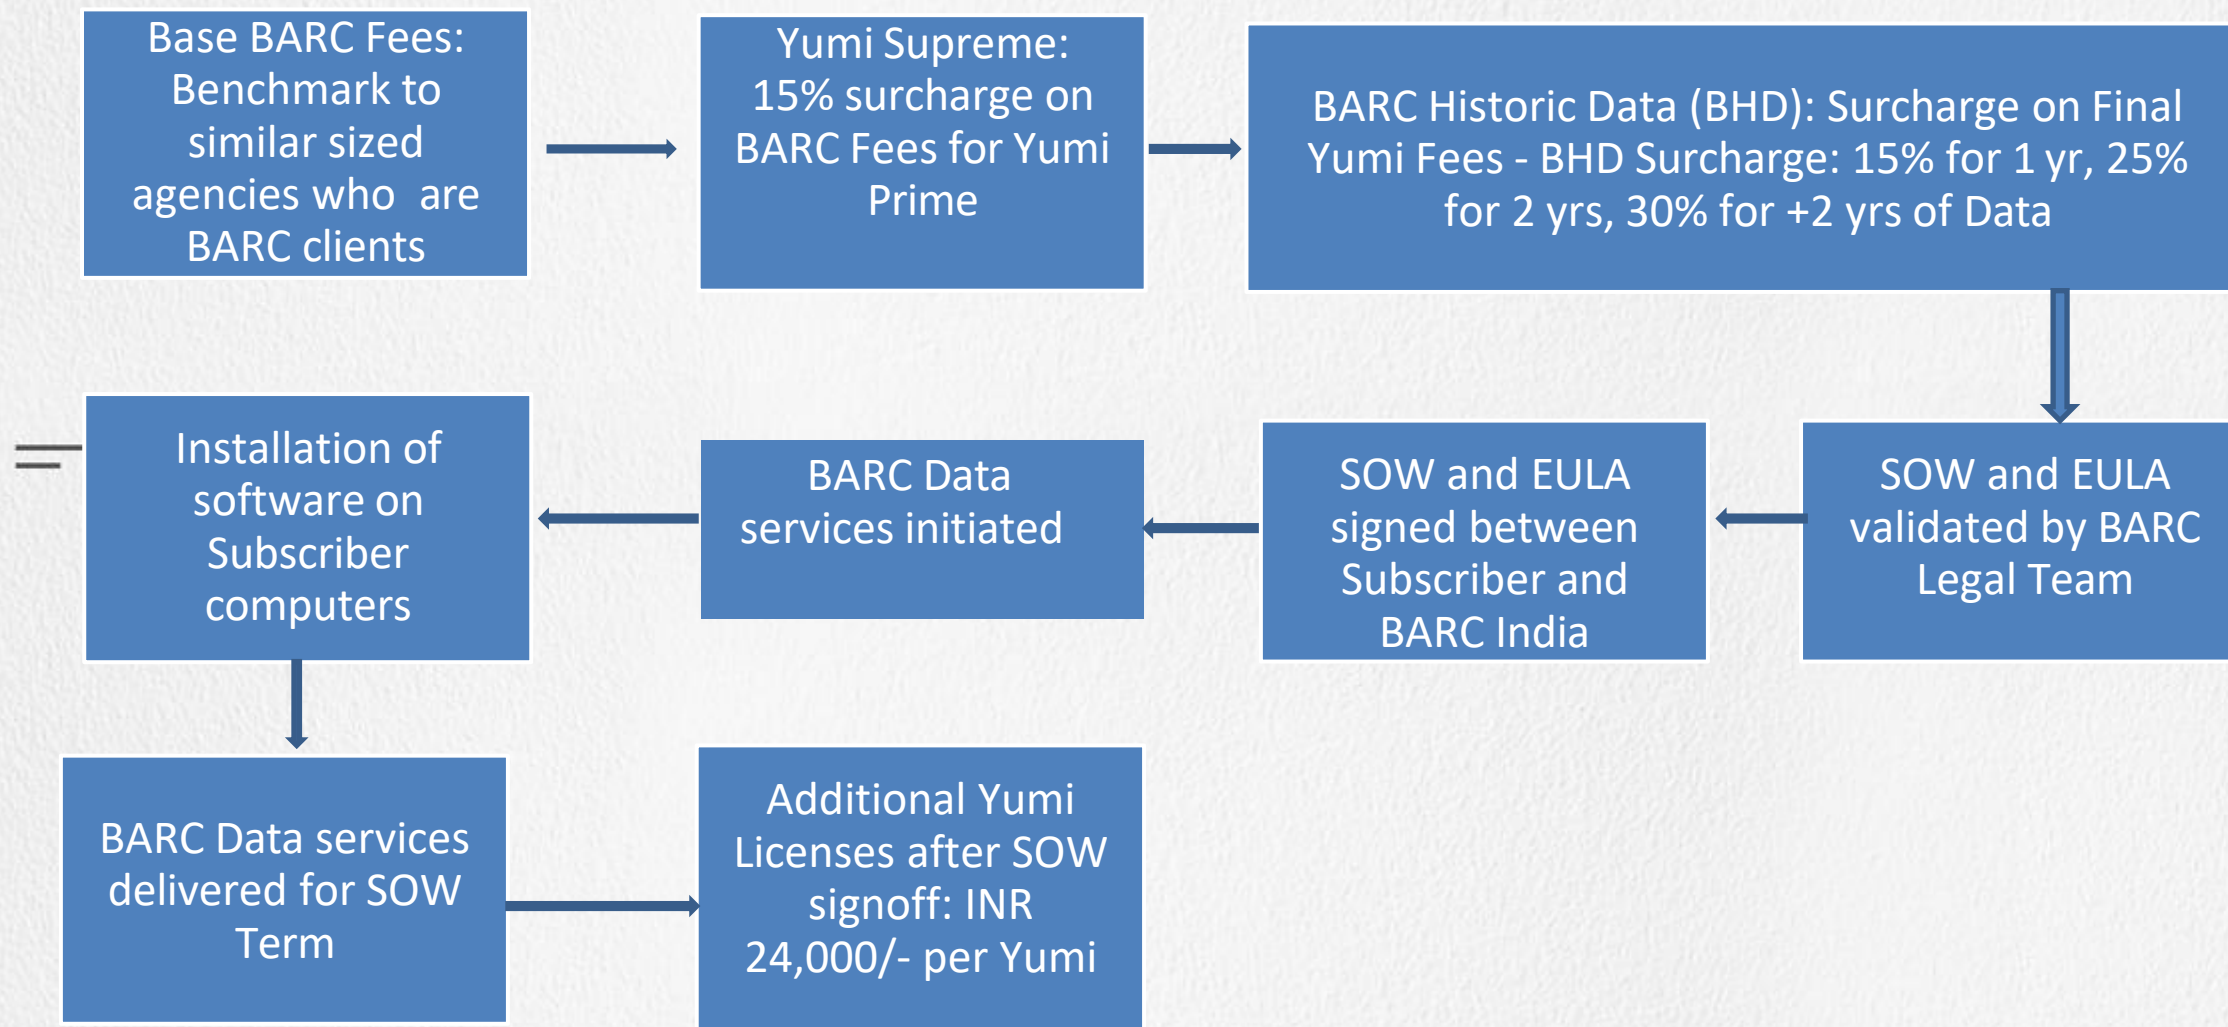 Base BARC Fees:
Benchmark to
similar sized
agencies who  are
BARC clients
Yumi Supreme:
15% surcharge on
BARC Fees for Yumi
Prime
BARC Historic Data (BHD): Surcharge on Final
Yumi Fees - BHD Surcharge: 15% for 1 yr, 25%
for 2 yrs, 30% for +2 yrs of Data
SOW and EULA
validated by BARC
Legal Team
SOW and EULA
signed between
Subscriber and
BARC India
BARC Data
services initiated
Installation of
software on
Subscriber
computers
BARC Data services
delivered for SOW
Term
Additional Yumi
Licenses after SOW
signoff: INR
24,000/- per Yumi